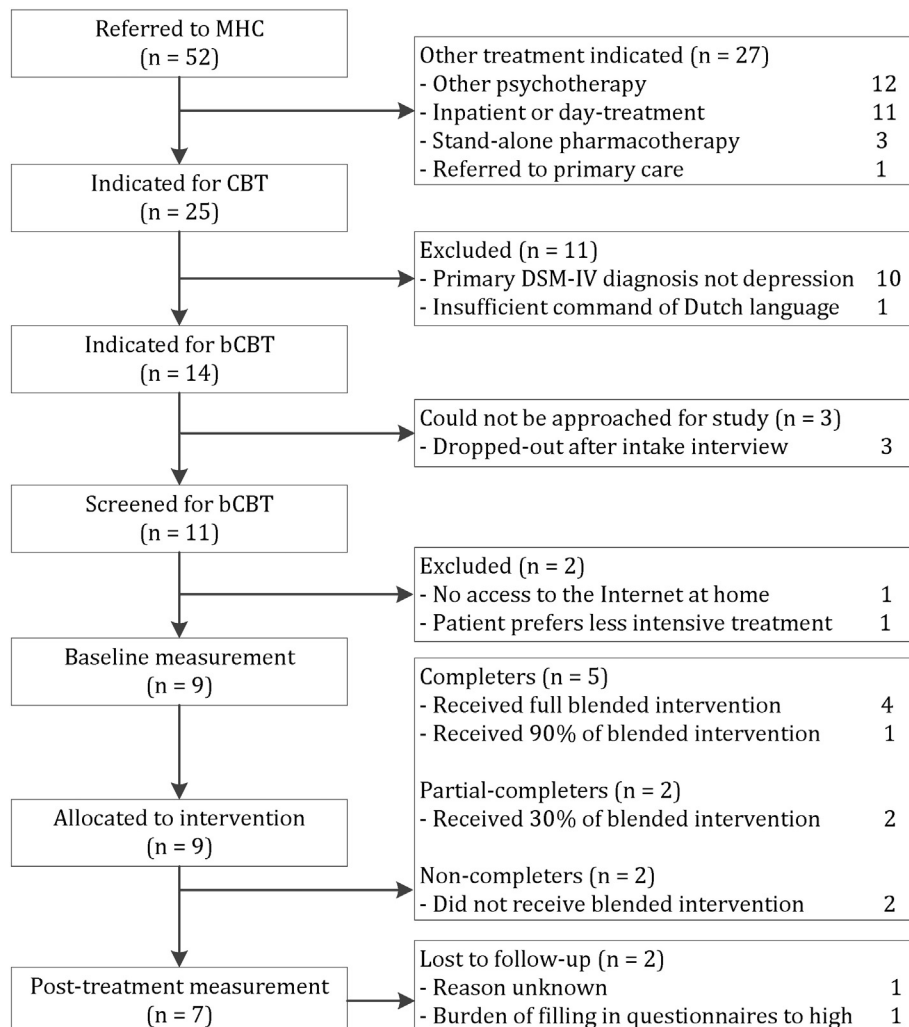 Referred to MHC
(n = 52)
Other treatment indicated (n = 27)
- Other psychotherapy 12
- Inpatient or day-treatment 11
- Stand-alone pharmacotherapy 3
- Referred to primary care 1
Indicated for CBT
(n = 25)
Excluded (n = 11)
- Primary DSM-IV diagnosis not depression 10
- Insufficient command of Dutch language 1
Indicated for bCBT
(n = 14)
Could not be approached for study (n = 3)
- Dropped-out after intake interview 3
Screened for bCBT
(n = 11)
Excluded (n = 2)
- No access to the Internet at home 1
- Patient prefers less intensive treatment 1
Baseline measurement
(n = 9)
Completers (n = 5)
- Received full blended intervention 4
- Received 90% of blended intervention 1
Partial-completers (n = 2)
- Received 30% of blended intervention 2
Allocated to intervention
(n = 9)
Non-completers (n = 2)
- Did not receive blended intervention 2
Post-treatment measurement
(n = 7)
Lost to follow-up (n = 2)
- Reason unknown 1
- Burden of filling in questionnaires to high 1